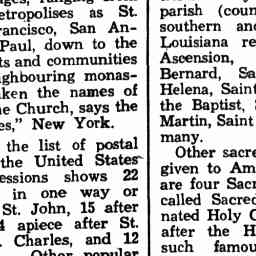 etropolises as St.
rancisco, San An-
Paul, down to the
ts and communities
ighbouring monas-
aken the names of
e Church, says the
es," New York.
the list of postal
the United States
essions shows 22
in one way or
St. John, 15 after
4 apiece after St.
. Charles, and 12
Other popular
parish (coun
southern and
Louisiana re
Ascension,
Bernard, Sa
Helena, Saint
the Baptist, S
Martin, Saint
many.
Other sacre
given to Am
are four Sacr
called Sacred
nated Holy C
after the H
such famou